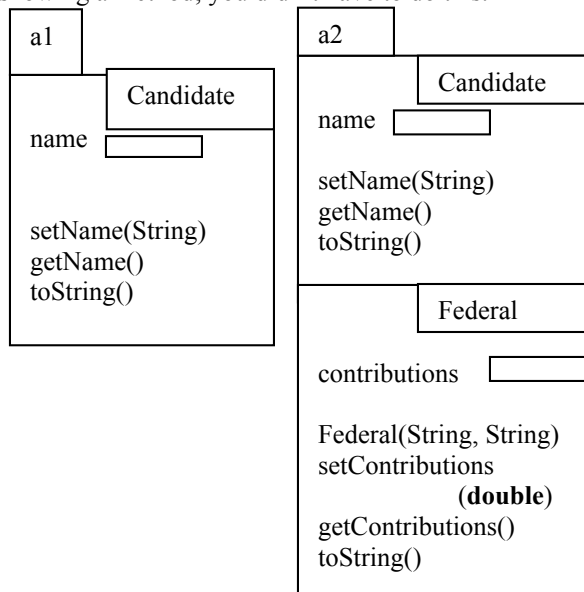 a1
Candidate
name
setName(String)
getName()
toString()
a2
Candidate
name
setName(String)
getName()
toString()
Federal
contributions
Federal(String, String)
setContributions
(double)
getContributions()
toString()